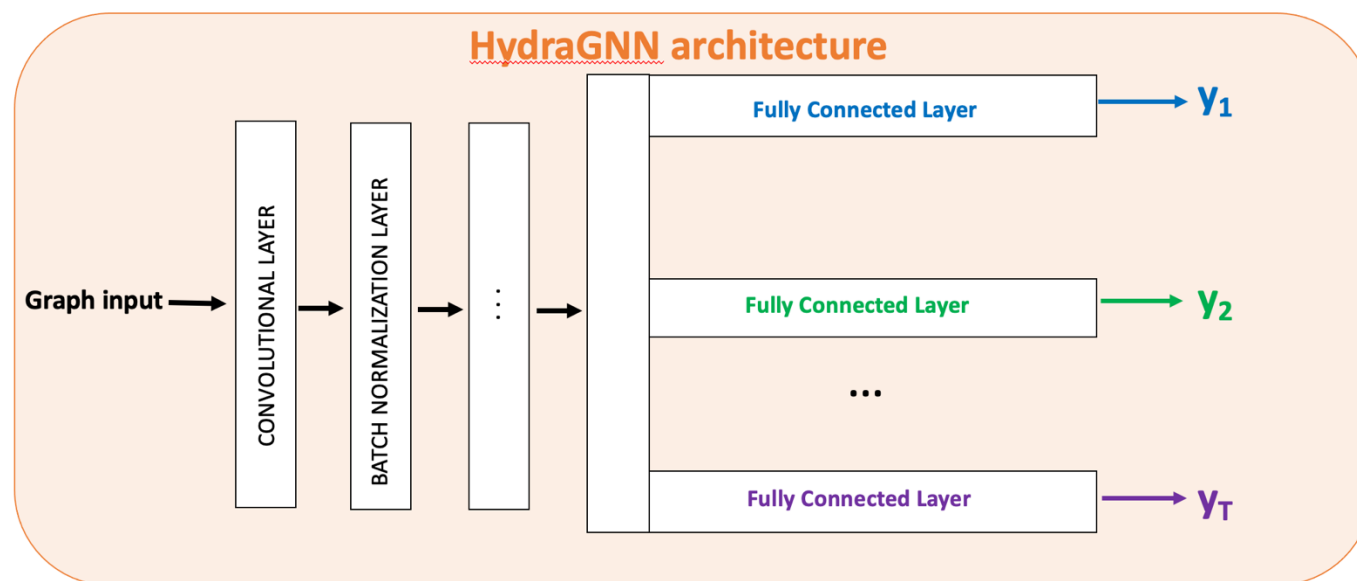 HydraGNN architecture
Graph input
CONVOLUTIONAL LAYER
BATCH NORMALIZATION LAYER
...
Fully Connected Layer
y1
Fully Connected Layer
y2
...
Fully Connected Layer
yT